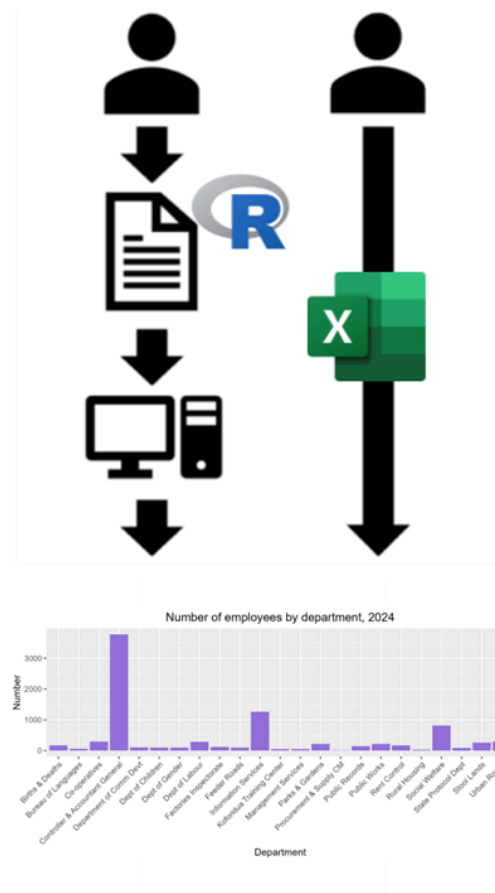 R
X
Number of employees by department, 2024
Number
3000
2000
1000
0
Births & Deaths
Bureau of Languages
Co-operatives
Controller & Accountant General
Department of Comm Devt
Dept of Children
Dept of Gender
Dept of Labour
Factories Inspectorate
Feeder Roads
Information Services
Koforidua Training Center
Management Services
Parks & Gardens
Procurement & Supply CM
Public Records
Public Works
Rent Control
Rural Housing
Social Welfare
State Protocol Dept
Stool Lands
Department